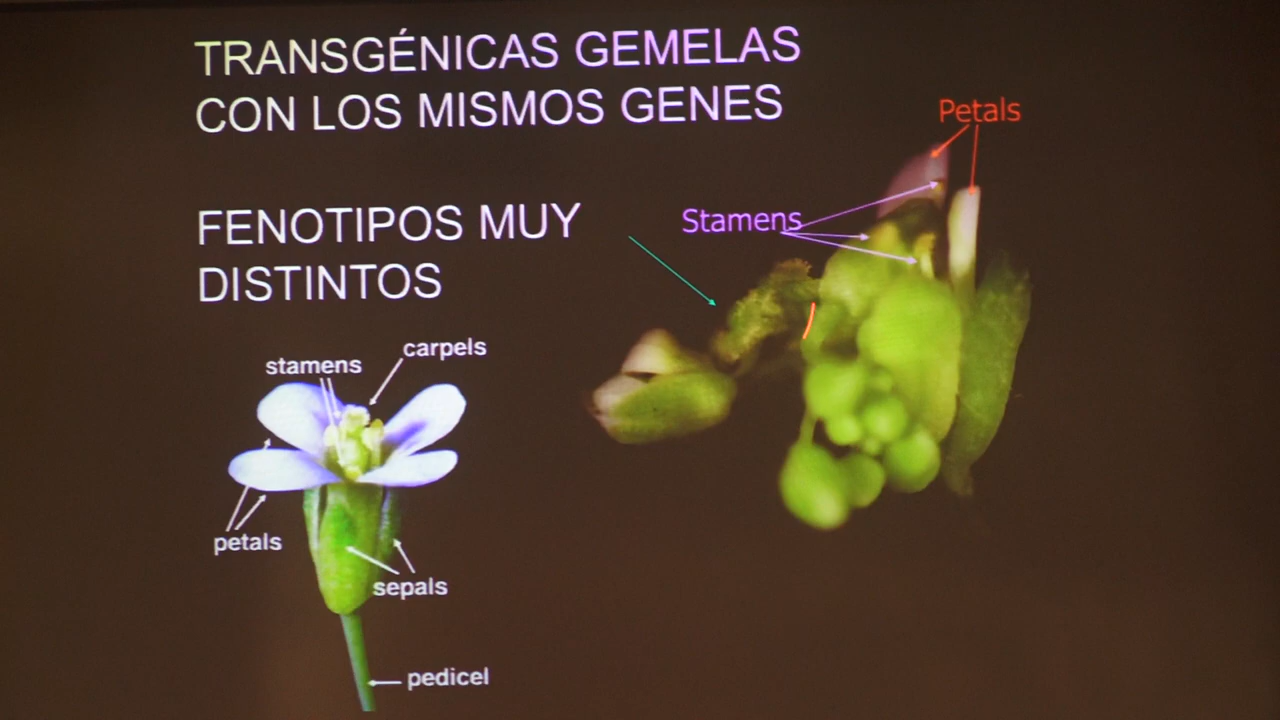 TRANSGÉNICAS GEMELAS
CON LOS MISMOS GENES
FENOTIPOS MUY
DISTINTOS
Petals
Stamens
carpels
stamens
petals
sepals
pedicel